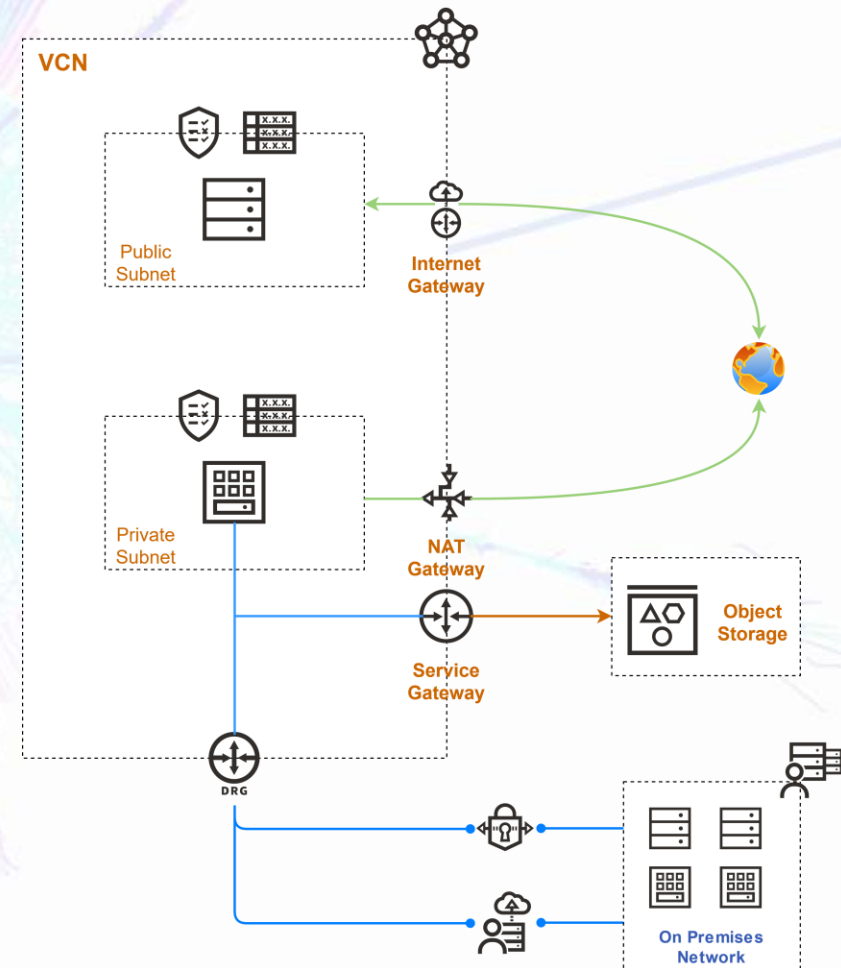 VCN
X.X.X.
X.X.X.
X.X.X.
Public
Subnet
Internet
Gateway
X.X.X.
X.X.X.
X.X.X.
Private
Subnet
NAT
Gateway
Object
Storage
Service
Gateway
DRG
On Premises
Network